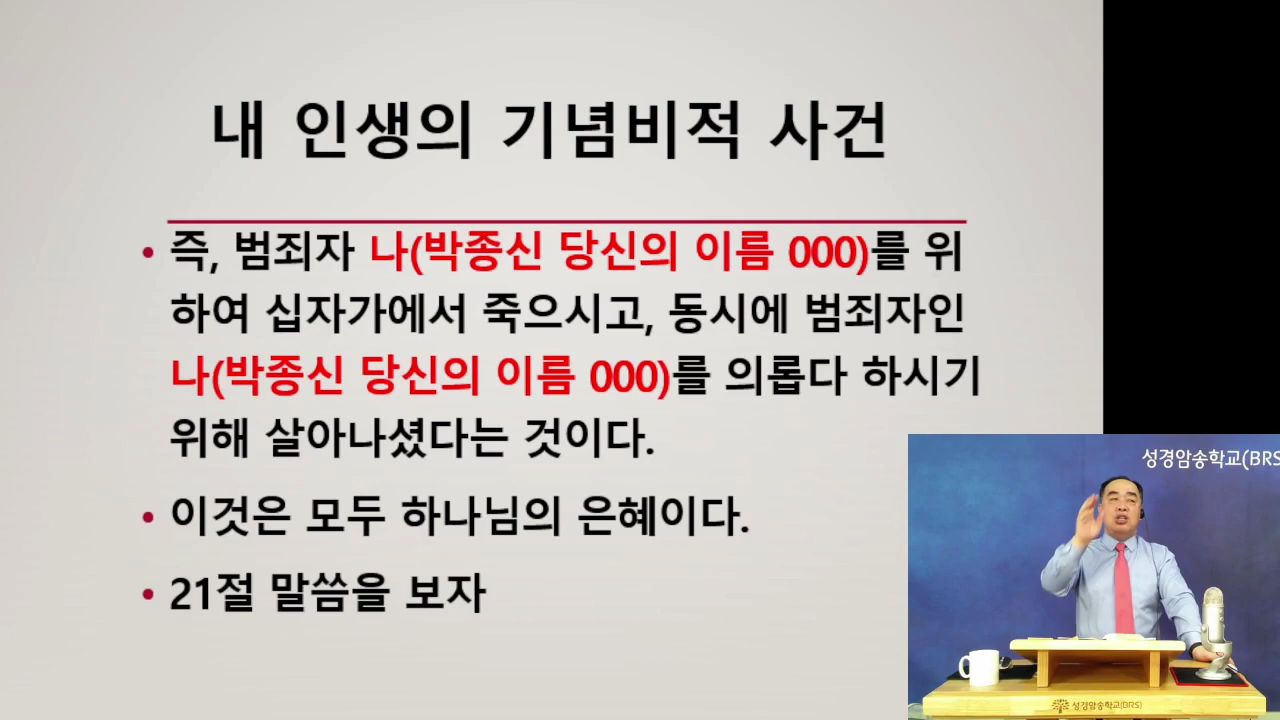 내 인생의 기념비적 사건
• 즉, 범죄자 나(박종신 당신의 이름 000)를 위
하여 십자가에서 죽으시고, 동시에 범죄자인
나(박종신 당신의 이름 000)를 의롭다 하시기
위해 살아나셨다는 것이다.
• 이것은 모두 하나님의 은혜이다.
• 21절 말씀을 보자
성경암송학교(BRS
성경암송학교(BRS)